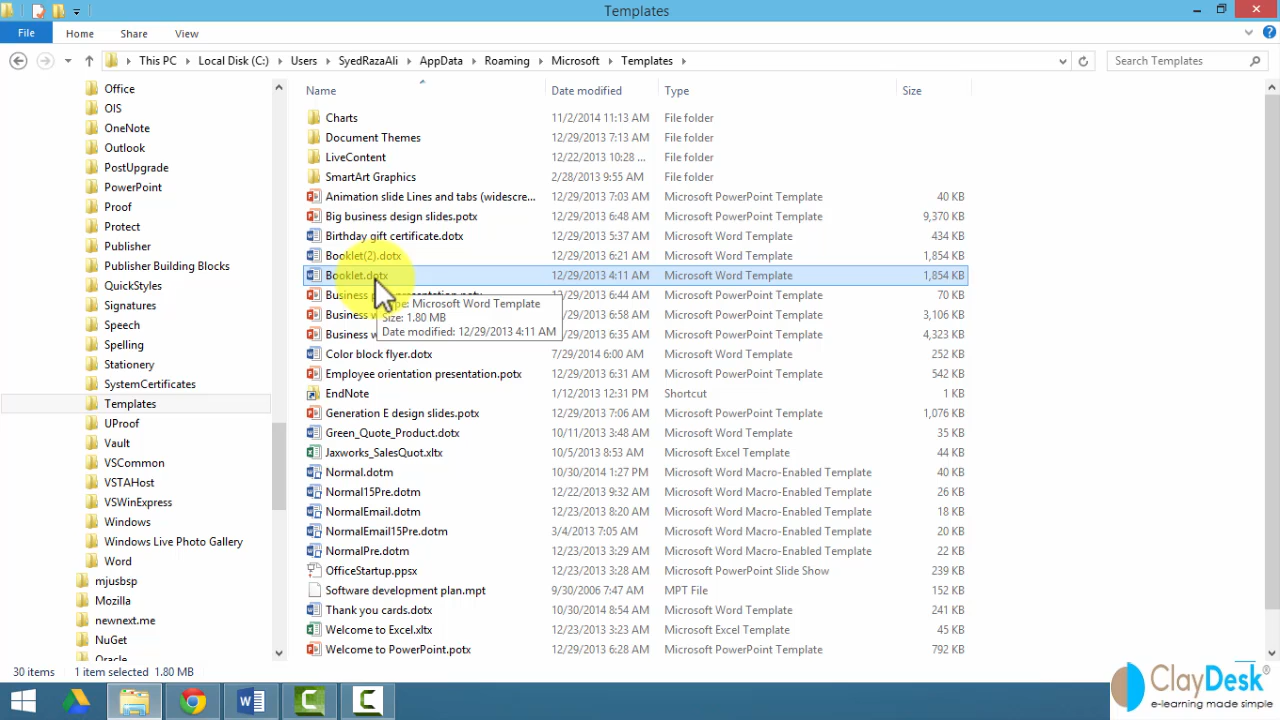 Templates
File Home Share View
This PC Local Disk (C:) Users SyedRazaAli AppData Roaming Microsoft Templates Search Templates
Name Date modified Type Size
Office
OIS
OneNote
Outlook
PostUpgrade
PowerPoint
Proof
Protect
Publisher
Publisher Building Blocks
QuickStyles
Signatures
Speech
Spelling
Stationery
SystemCertificates
Templates
UProof
Vault
VSCommon
VSTAHost
VSWinExpress
Windows
Windows Live Photo Gallery
Word
mjusbsp
Mozilla
newnext.me
NuGet
Oracle
Charts 11/2/2014 11:13 AM File folder
Document Themes 12/29/2013 7:13 AM File folder
LiveContent 12/22/2013 10:28 ... File folder
SmartArt Graphics 2/28/2013 9:55 AM File folder
Animation slide Lines and tabs (widescre... 12/29/2013 7:03 AM Microsoft PowerPoint Template 40 KB
Big business design slides.potx 12/29/2013 6:48 AM Microsoft PowerPoint Template 9,370 KB
Birthday gift certificate.dotx 12/29/2013 5:37 AM Microsoft Word Template 434 KB
Booklet(2).dotx 12/29/2013 6:21 AM Microsoft Word Template 1,854 KB
Booklet.dotx 12/29/2013 4:11 AM Microsoft Word Template 1,854 KB
Business 12/29/2013 6:44 AM Microsoft PowerPoint Template 70 KB
Type: Microsoft Word Template
Business 6:58 AM Microsoft PowerPoint Template 3,106 KB
Size: 1.80 MB
Business 6:35 AM Microsoft PowerPoint Template 4,323 KB
Date modified: 12/29/2013 4:11 AM
Color block flyer.dotx 7/29/2014 6:00 AM Microsoft Word Template 252 KB
Employee orientation presentation.potx 12/29/2013 6:31 AM Microsoft PowerPoint Template 542 KB
EndNote 1/12/2013 12:31 PM Shortcut 1 KB
Generation E design slides.potx 12/29/2013 7:06 AM Microsoft PowerPoint Template 1,076 KB
Green_Quote_Product.dotx 10/11/2013 3:48 AM Microsoft Word Template 35 KB
Jaxworks_SalesQuot.xltx 10/5/2013 8:53 AM Microsoft Excel Template 44 KB
Normal.dotm 10/30/2014 1:27 PM Microsoft Word Macro-Enabled Template 40 KB
Normal15Pre.dotm 12/22/2013 9:32 AM Microsoft Word Macro-Enabled Template 26 KB
NormalEmail.dotm 12/23/2013 8:20 AM Microsoft Word Macro-Enabled Template 18 KB
NormalEmail15Pre.dotm 3/4/2013 7:05 AM Microsoft Word Macro-Enabled Template 20 KB
NormalPre.dotm 12/23/2013 3:29 AM Microsoft Word Macro-Enabled Template 22 KB
OfficeStartup.ppsx 12/23/2013 3:28 AM Microsoft PowerPoint Slide Show 239 KB
Software development plan.mpt 9/30/2006 7:47 AM MPT File 152 KB
Thank you cards.dotx 10/30/2014 8:54 AM Microsoft Word Template 241 KB
Welcome to Excel.xltx 12/23/2013 3:23 AM Microsoft Excel Template 45 KB
Welcome to PowerPoint.potx 12/23/2013 6:28 AM Microsoft PowerPoint Template 792 KB
30 items 1 item selected 1.80 MB
ClayDesk®
e-learning made simple